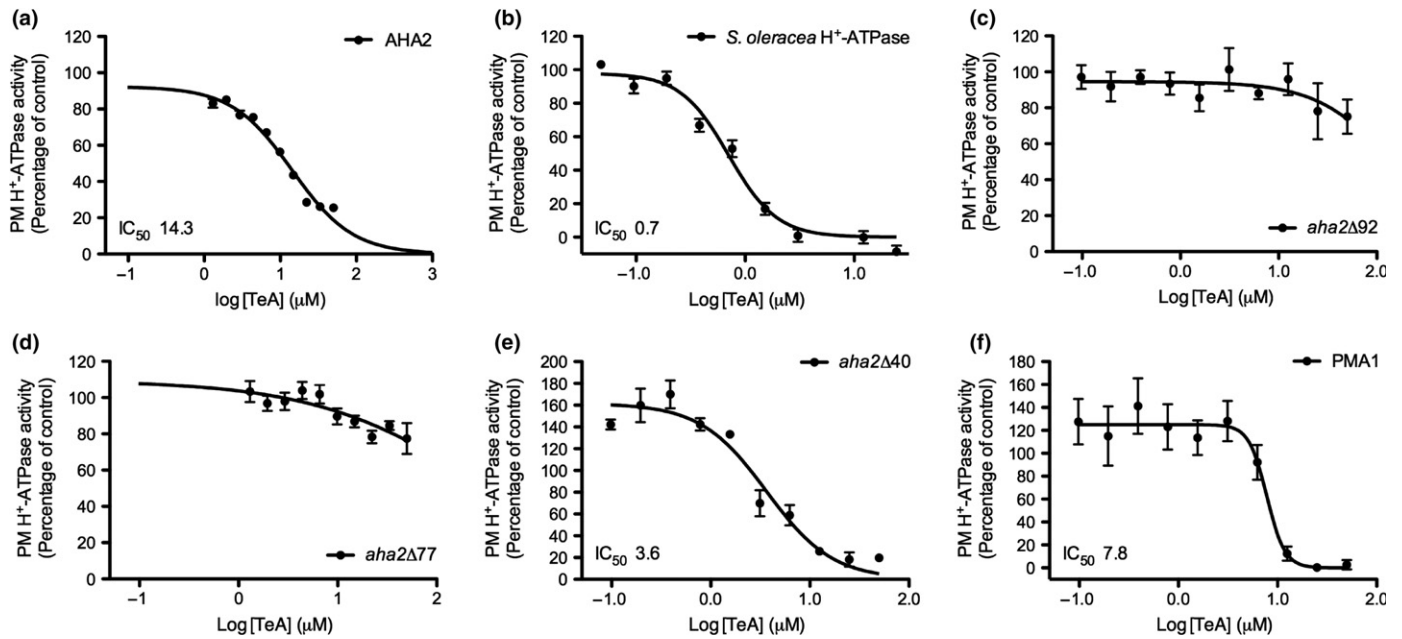 (a)
AHA2
PM H⁺-ATPase activity
(Percentage of control)
140
120
100
80
60
40
20
0
IC₅₀ 14.3
–1 0 1 2 3
log [TeA] (μM)
(b)
S. oleracea H⁺-ATPase
PM H⁺-ATPase activity
(Percentage of control)
120
100
80
60
40
20
0
IC₅₀ 0.7
–1.0 0.0 1.0
Log [TeA] (μM)
(c)
PM H⁺-ATPase activity
(Percentage of control)
120
100
80
60
40
20
0
aha2Δ92
–1.0 0.0 1.0 2.0
Log [TeA] (μM)
(d)
PM H⁺-ATPase activity
(Percentage of control)
120
100
80
60
40
20
0
aha2Δ77
–1 0 1 2
Log [TeA] (μM)
(e)
aha2Δ40
PM H⁺-ATPase activity
(Percentage of control)
200
180
160
140
120
100
80
60
40
20
0
IC₅₀ 3.6
–1.0 0.0 1.0 2.0
Log [TeA] (μM)
(f)
PMA1
PM H⁺-ATPase activity
(Percentage of control)
180
160
140
120
100
80
60
40
20
0
IC₅₀ 7.8
–1.0 0.0 1.0 2.0
Log [TeA] (μM)